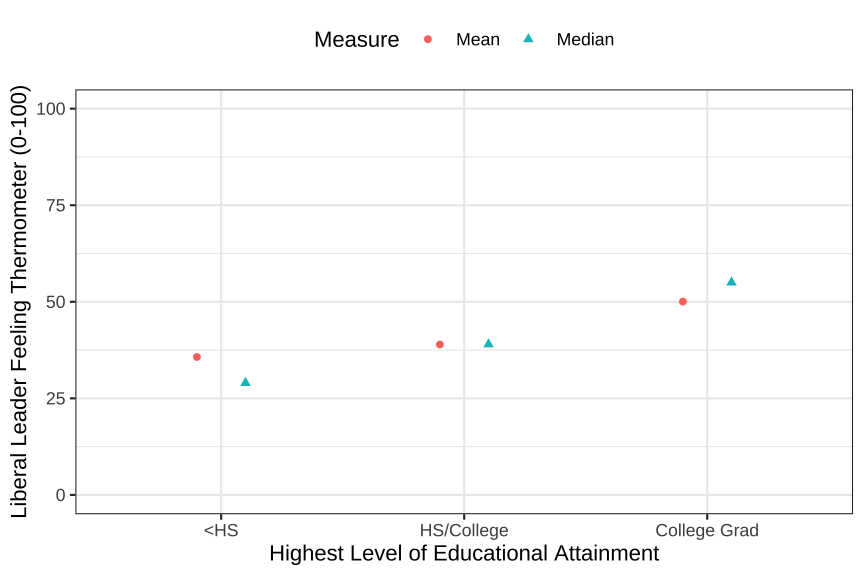 Measure Mean Median
Liberal Leader Feeling Thermometer (0-100)
100
75
50
25
0
<HS HS/College College Grad
Highest Level of Educational Attainment